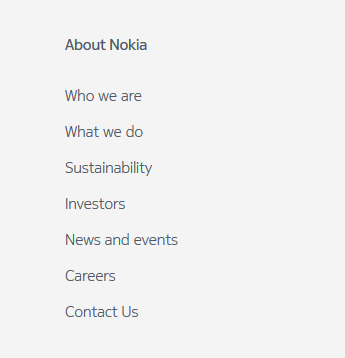 About Nokia
Who we are
What we do
Sustainability
Investors
News and events
Careers
Contact Us